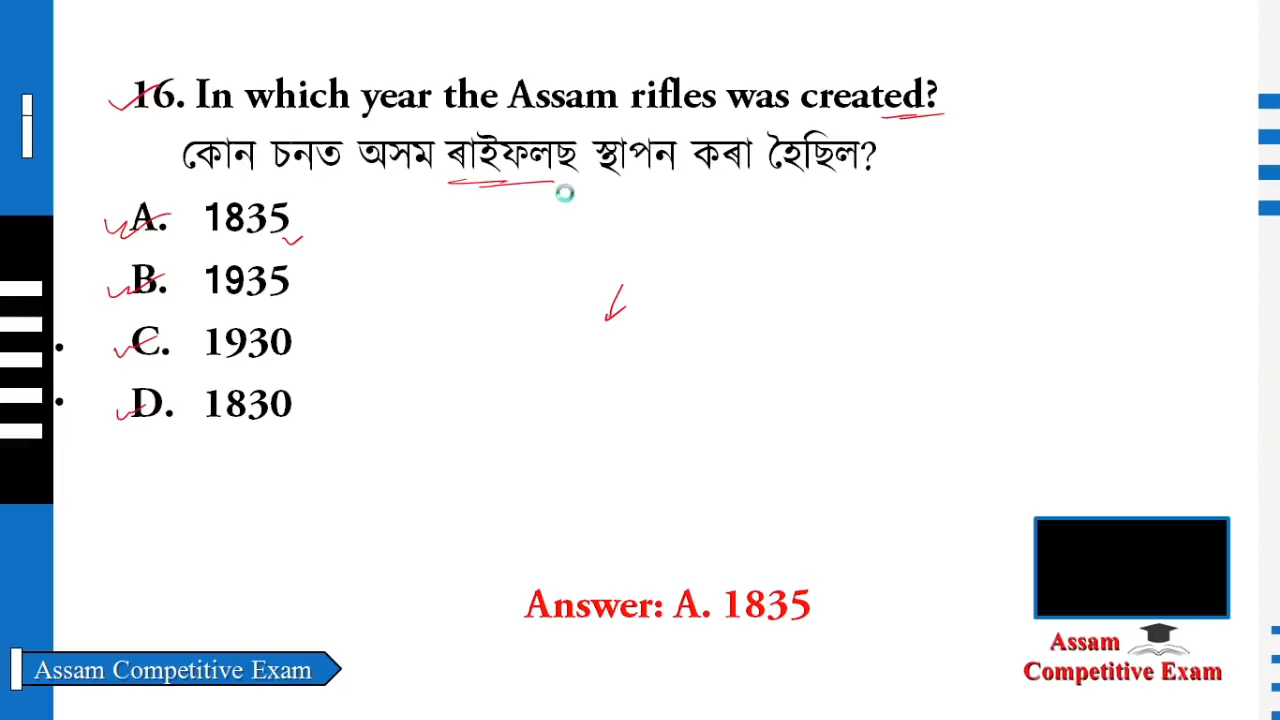 16. In which year the Assam rifles was created?
কোন চনত অসম ৰাইফলছ স্থাপন কৰা হৈছিল?
A. 1835
B. 1935
C. 1930
D. 1830
Answer: A. 1835
Assam Competitive Exam
Assam
Competitive Exam